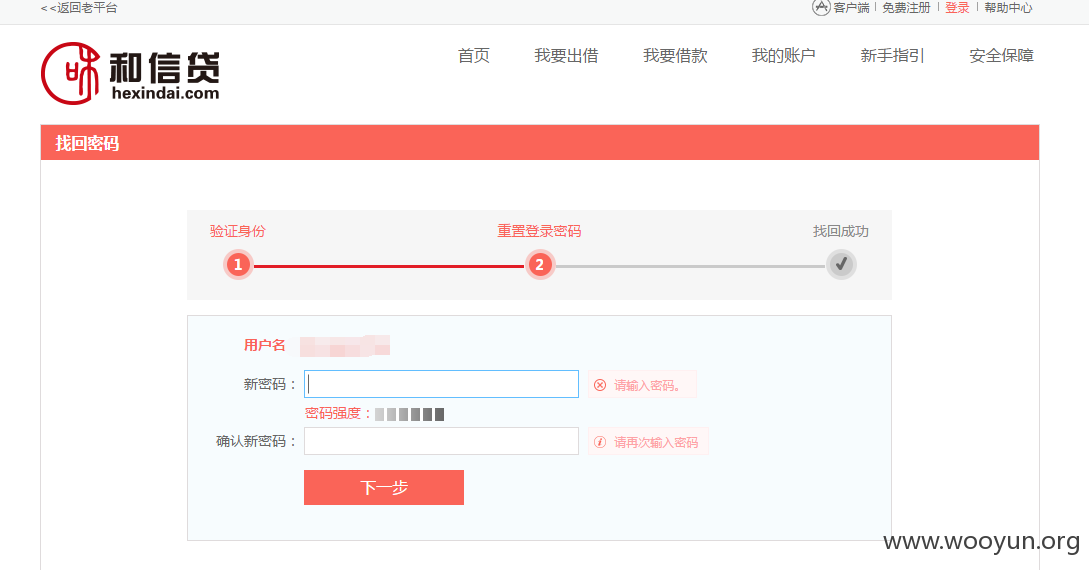 <<返回老平台
客户端 | 免费注册 | 登录 | 帮助中心
和信贷
hexindai.com
首页 我要出借 我要借款 我的账户 新手指引 安全保障
找回密码
验证身份 重置登录密码 找回成功
1 2
用户名
新密码： 请输入密码。
密码强度：
确认新密码： 请再次输入密码
下一步
www.wooyun.org